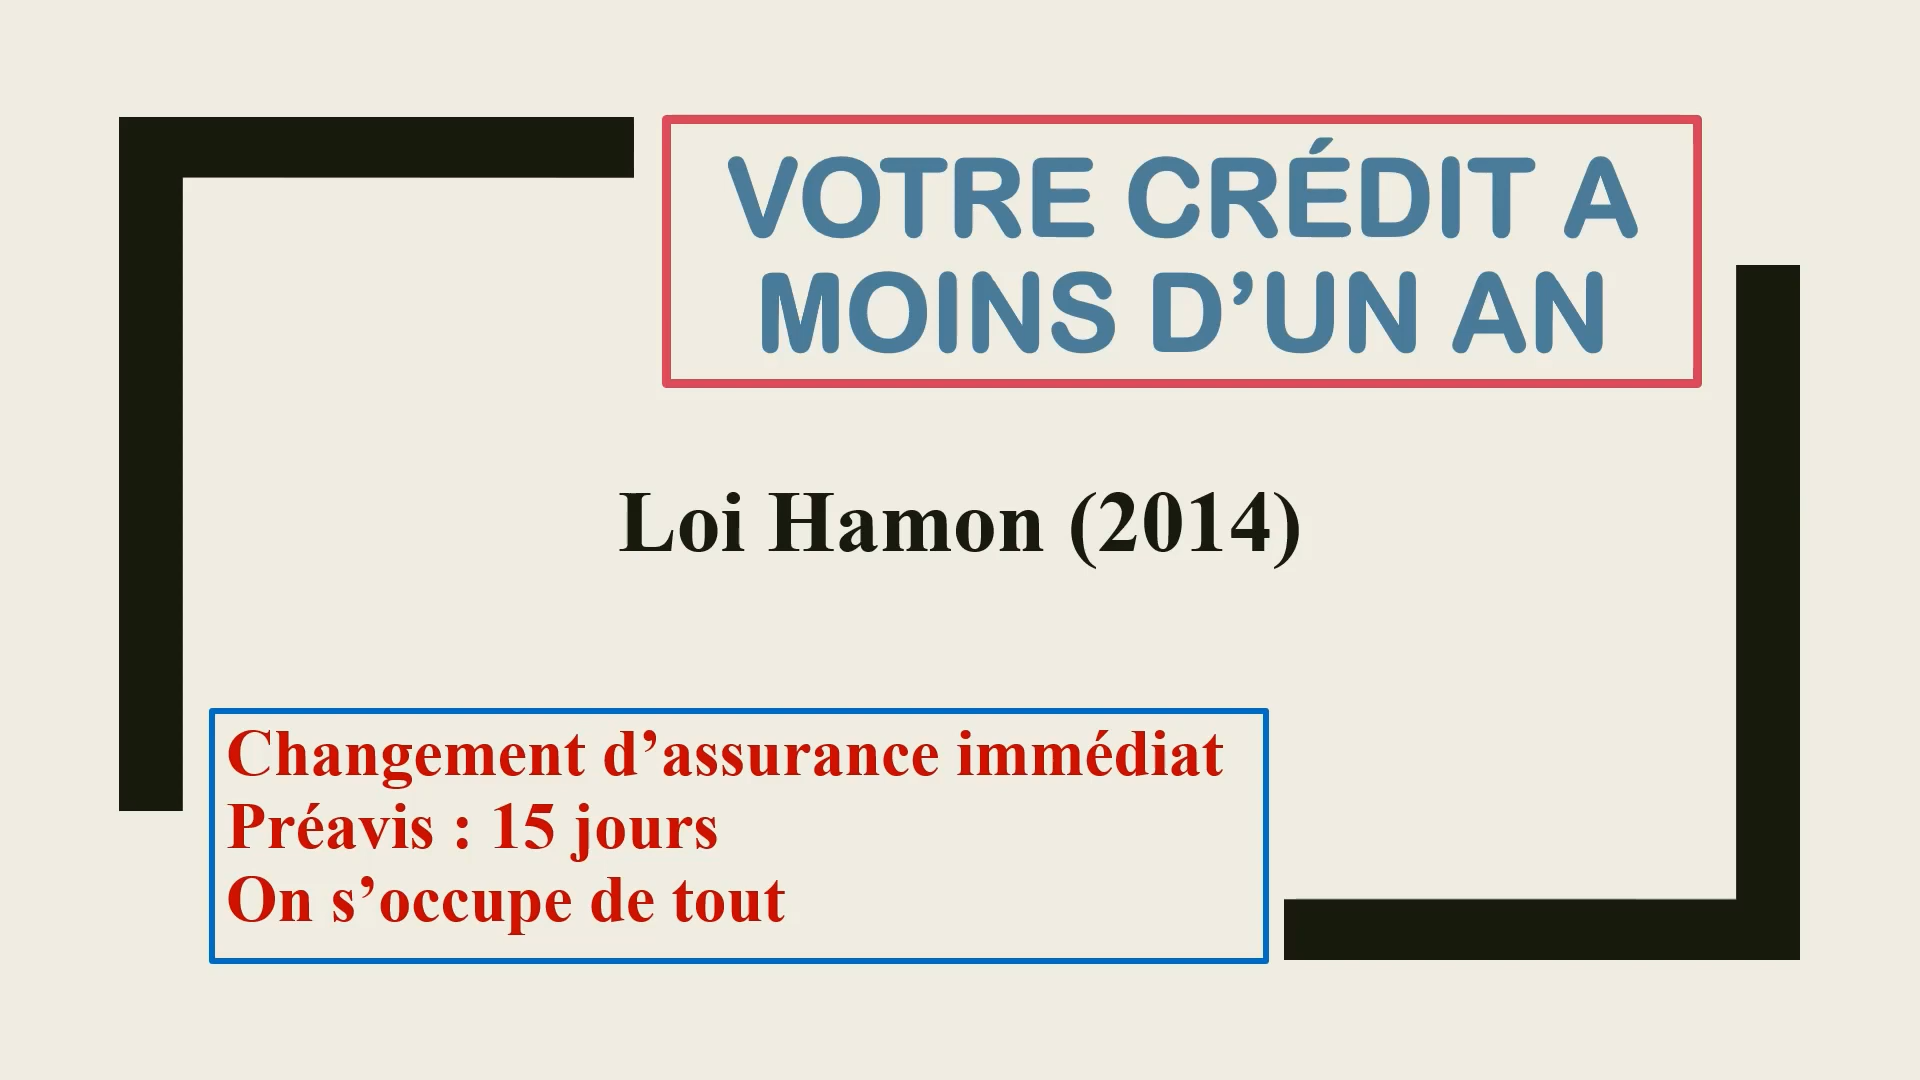 VOTRE CRÉDIT A
MOINS D’UN AN
Loi Hamon (2014)
Changement d’assurance immédiat
Préavis : 15 jours
On s’occupe de tout